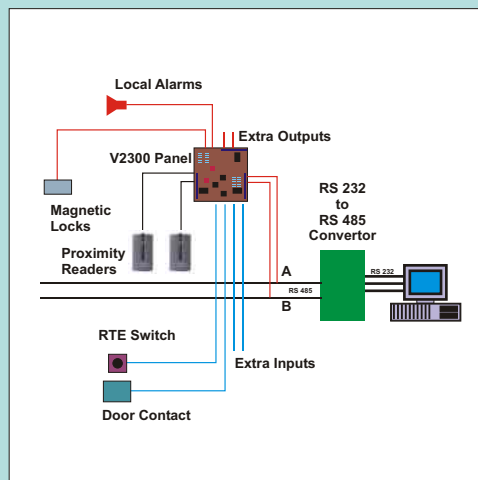 Local Alarms
Extra Outputs
V2300 Panel
RS 232
to
RS 485
Convertor
Magnetic
Locks
Proximity
Readers
A
RS 232
RS 485
B
RTE Switch
Extra Inputs
Door Contact